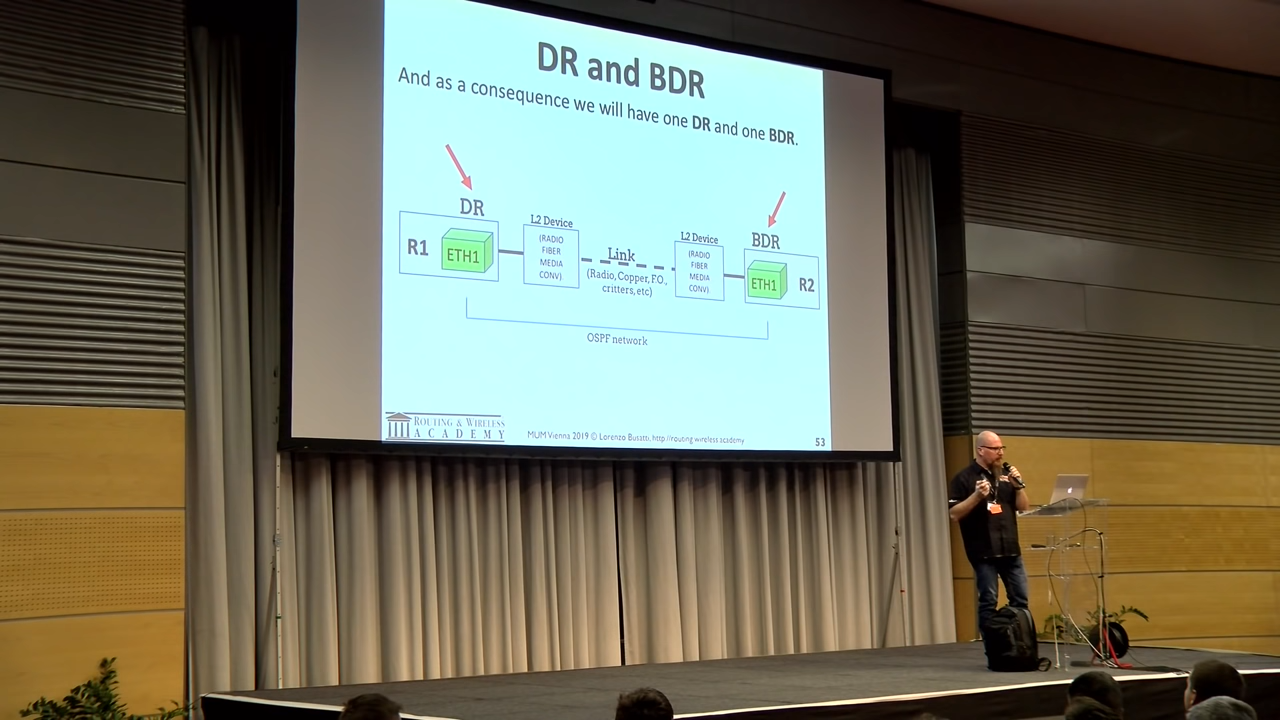 DR and BDR
And as a consequence we will have one DR and one BDR.
DR
BDR
R1
ETH1
L2 Device
(RADIO
FIBER
MEDIA
CONV)
Link
(Radio, Copper, F.O.,
critters, etc)
L2 Device
(RADIO
FIBER
MEDIA
CONV)
ETH1
R2
OSPF network
ROUTING & WIRELESS
ACADEMY
MUM Vienna 2019 © Lorenzo Busatti, http://routing.wireless.academy
53